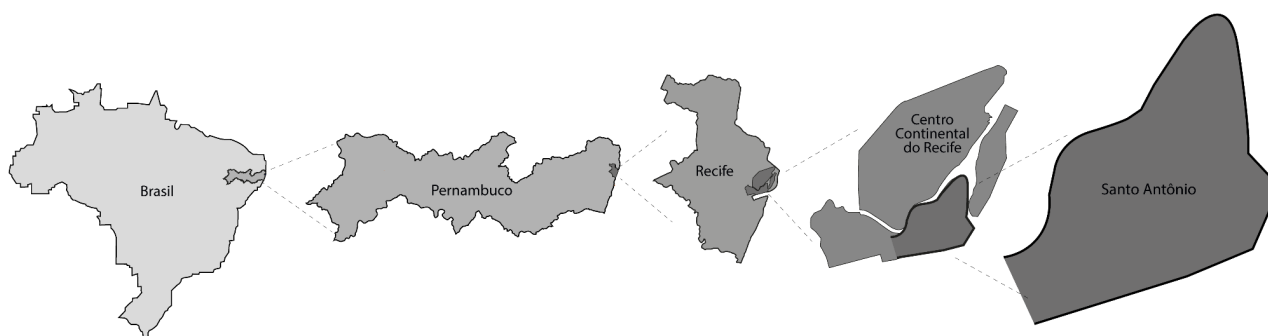 Brasil
Pernambuco
Recife
Centro
Continental
do Recife
Santo Antônio